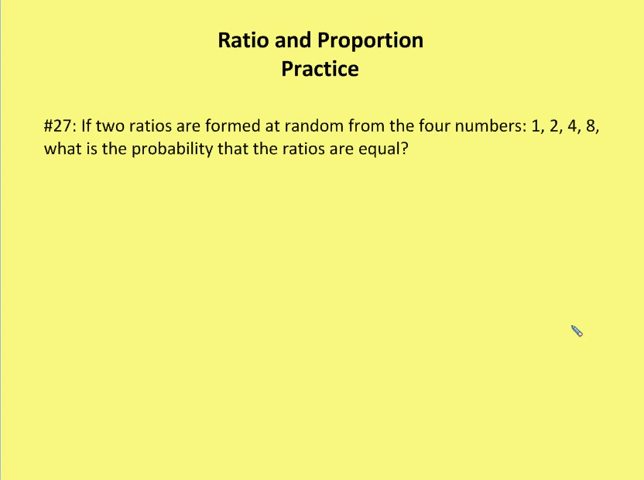 Ratio and Proportion
Practice
#27: If two ratios are formed at random from the four numbers: 1, 2, 4, 8,
what is the probability that the ratios are equal?